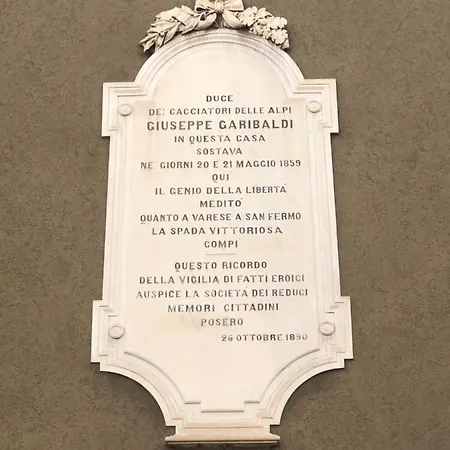 DUCE
DEI CACCIATORI DELLE ALPI
GIUSEPPE GARIBALDI
IN QUESTA CASA
SOSTAVA
NE' GIORNI 20 E 21 MAGGIO 1859
QUI
IL GENIO DELLA LIBERTA'
MEDITO'
QUANTO A VARESE A SAN FERMO
LA SPADA VITTORIOSA
COMPI'
QUESTO RICORDO
DELLA VIGILIA DI FATTI EROICI
AUSPICE LA SOCIETÀ DEI REDUCI
MEMORI CITTADINI
POSERO
26 OTTOBRE 1890